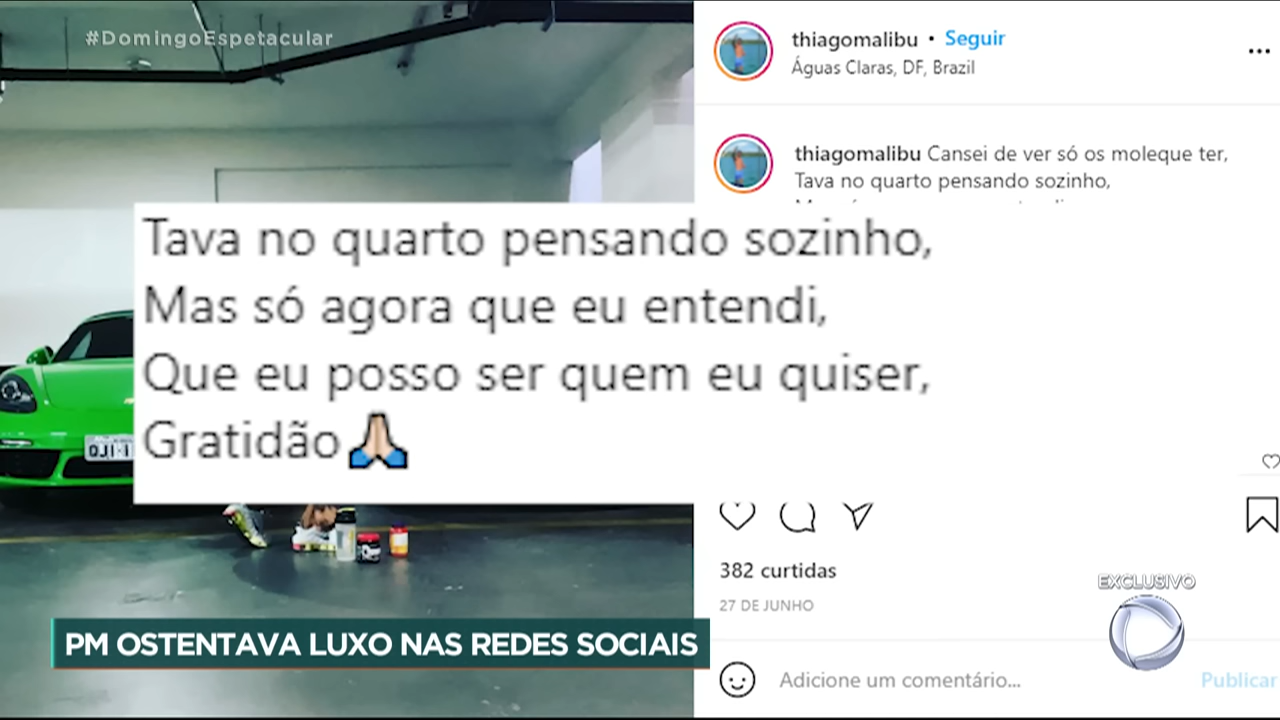 #DomingoEspetacular
thiagomalibu • Seguir
Águas Claras, DF, Brazil
thiagomalibu Cansei de ver só os moleque ter,
Tava no quarto pensando sozinho,
Tava no quarto pensando sozinho,
Mas só agora que eu entendi,
Que eu posso ser quem eu quiser,
Gratidão🙏🏻
382 curtidas
27 DE JUNHO
EXCLUSIVO
PM OSTENTAVA LUXO NAS REDES SOCIAIS
Adicione um comentário...
Publicar